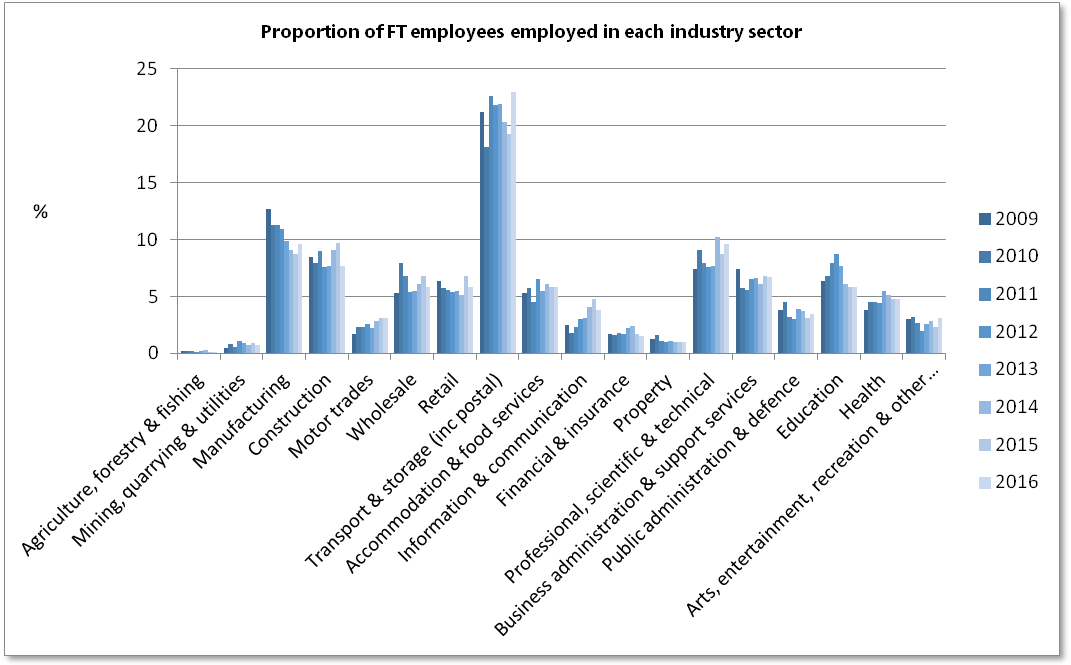 Proportion of FT employees employed in each industry sector
25
20
15
10
5
0
%
Agriculture, forestry & fishing
Mining, quarrying & utilities
Manufacturing
Construction
Motor trades
Wholesale
Retail
Transport & storage (inc postal)
Accommodation & food services
Information & communication
Financial & insurance
Property
Professional, scientific & technical
Business administration & support services
Public administration & defence
Education
Health
Arts, entertainment, recreation & other...
2009
2010
2011
2012
2013
2014
2015
2016